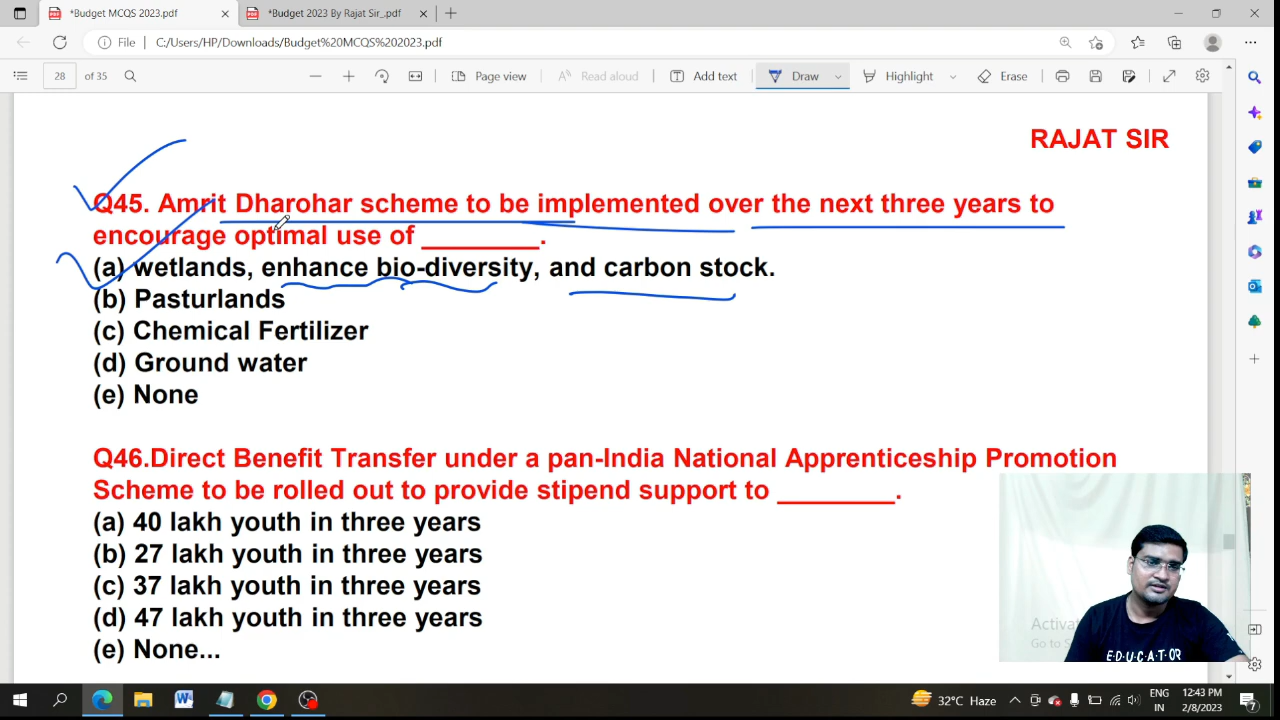 *Budget MCQS 2023.pdf
*Budget 2023 By Rajat Sir_.pdf
File
C:/Users/HP/Downloads/Budget%20MCQS%202023.pdf
28 of 35
Page view
Read aloud
Add text
Draw
Highlight
Erase
RAJAT SIR
Q45. Amrit Dharohar scheme to be implemented over the next three years to
encourage optimal use of ________.
(a) wetlands, enhance bio-diversity, and carbon stock.
(b) Pasturlands
(c) Chemical Fertilizer
(d) Ground water
(e) None
Q46.Direct Benefit Transfer under a pan-India National Apprenticeship Promotion
Scheme to be rolled out to provide stipend support to ________.
(a) 40 lakh youth in three years
(b) 27 lakh youth in three years
(c) 37 lakh youth in three years
(d) 47 lakh youth in three years
(e) None...
Go to
E·D·U·C·A·T·OR
32°C Haze
ENG
IN
12:43 PM
2/8/2023
7